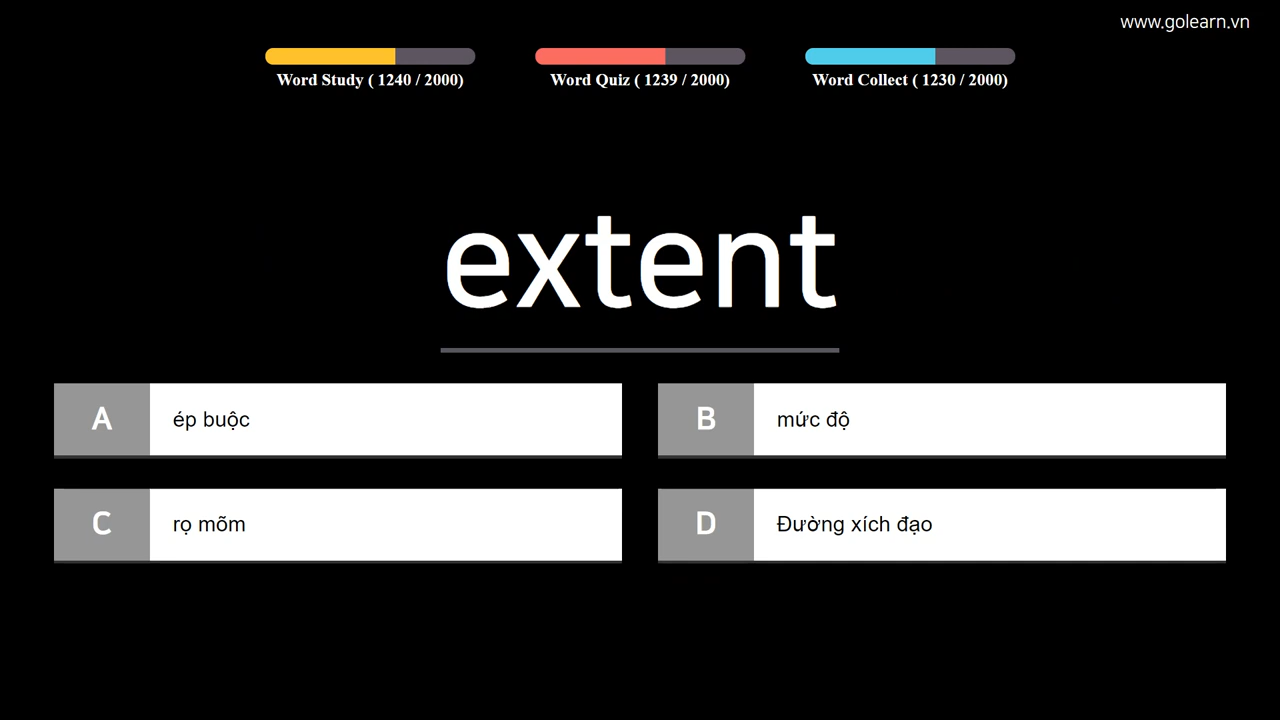 www.golearn.vn
Word Study ( 1240 / 2000)
Word Quiz ( 1239 / 2000)
Word Collect ( 1230 / 2000)
extent
A ép buộc
B mức độ
C rọ mõm
D Đường xích đạo